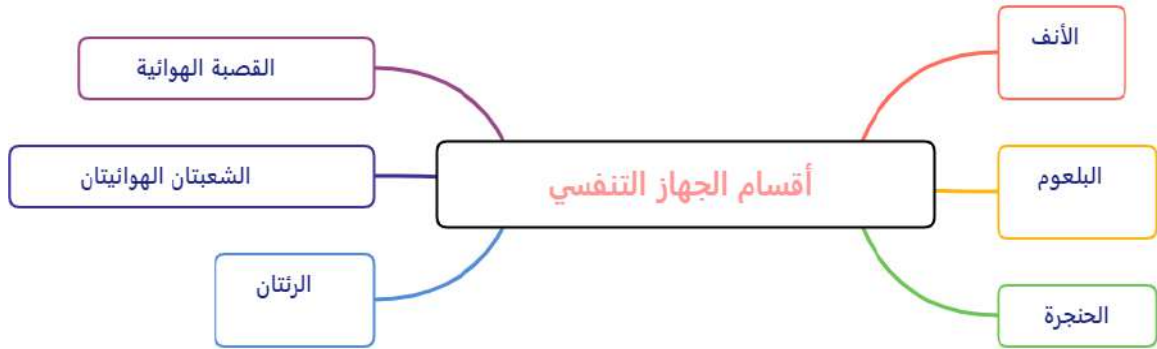 أقسام الجهاز التنفسي
الأنف
البلعوم
الحنجرة
القصبة الهوائية
الشعبتان الهوائيتان
الرئتان